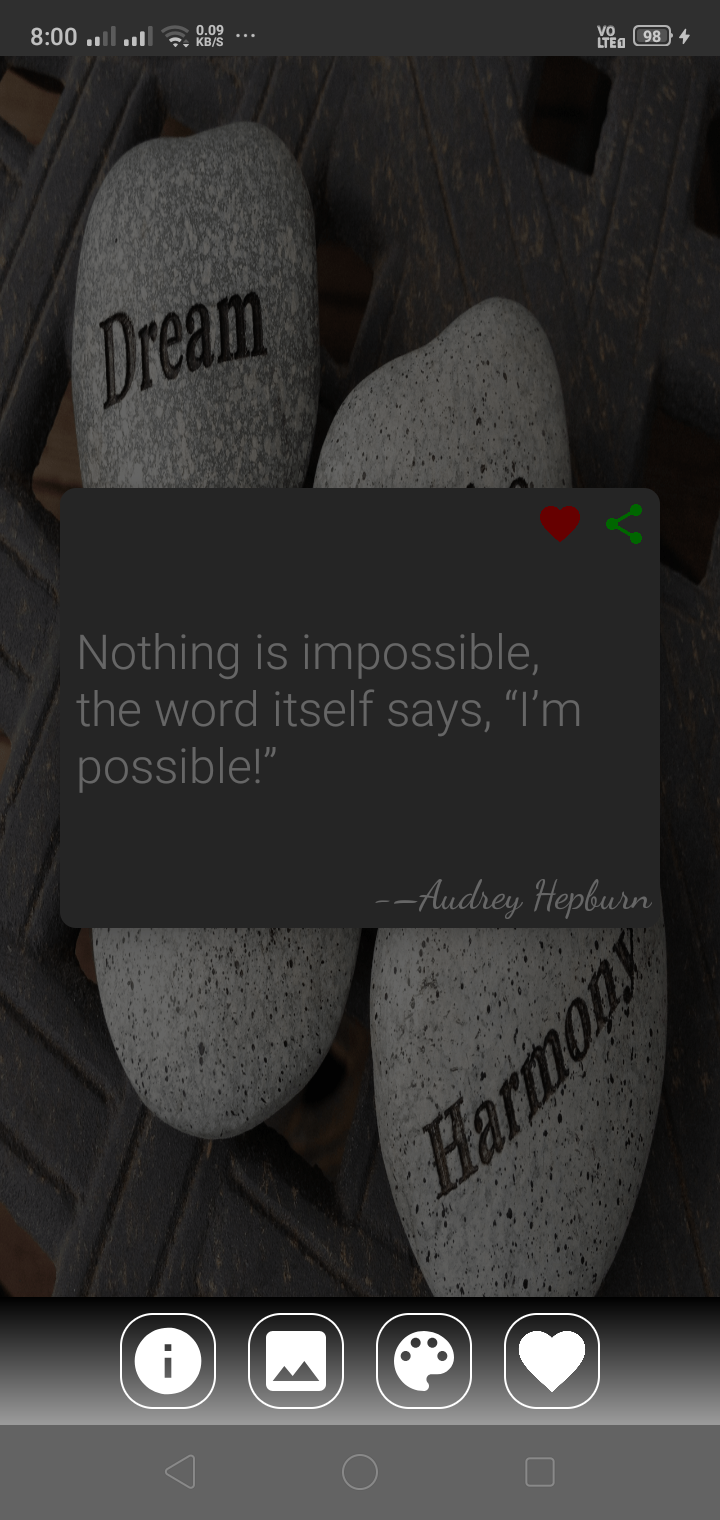 8:00 0.09 KB/S ... VO LTE1 98
Dream
Nothing is impossible,
the word itself says, “I’m
possible!”
-—Audrey Hepburn
Harmony